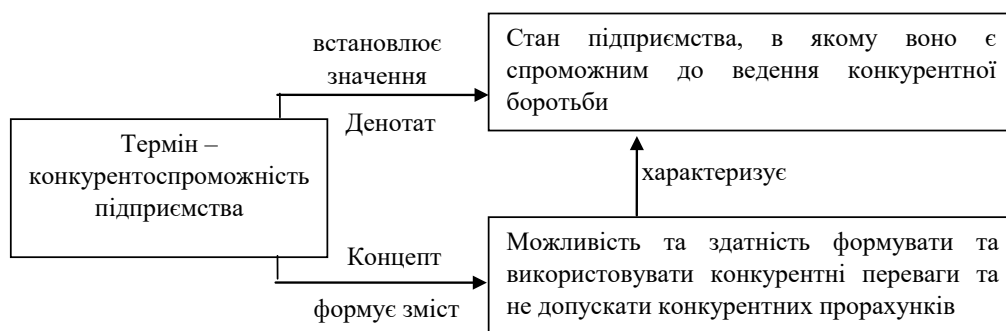 встановлює
значення
Денотат
Стан підприємства, в якому воно є
спроможним до ведення конкурентної
боротьби
Термін –
конкурентоспроможність
підприємства
характеризує
Концепт
формує зміст
Можливість та здатність формувати та
використовувати конкурентні переваги та
не допускати конкурентних прорахунків